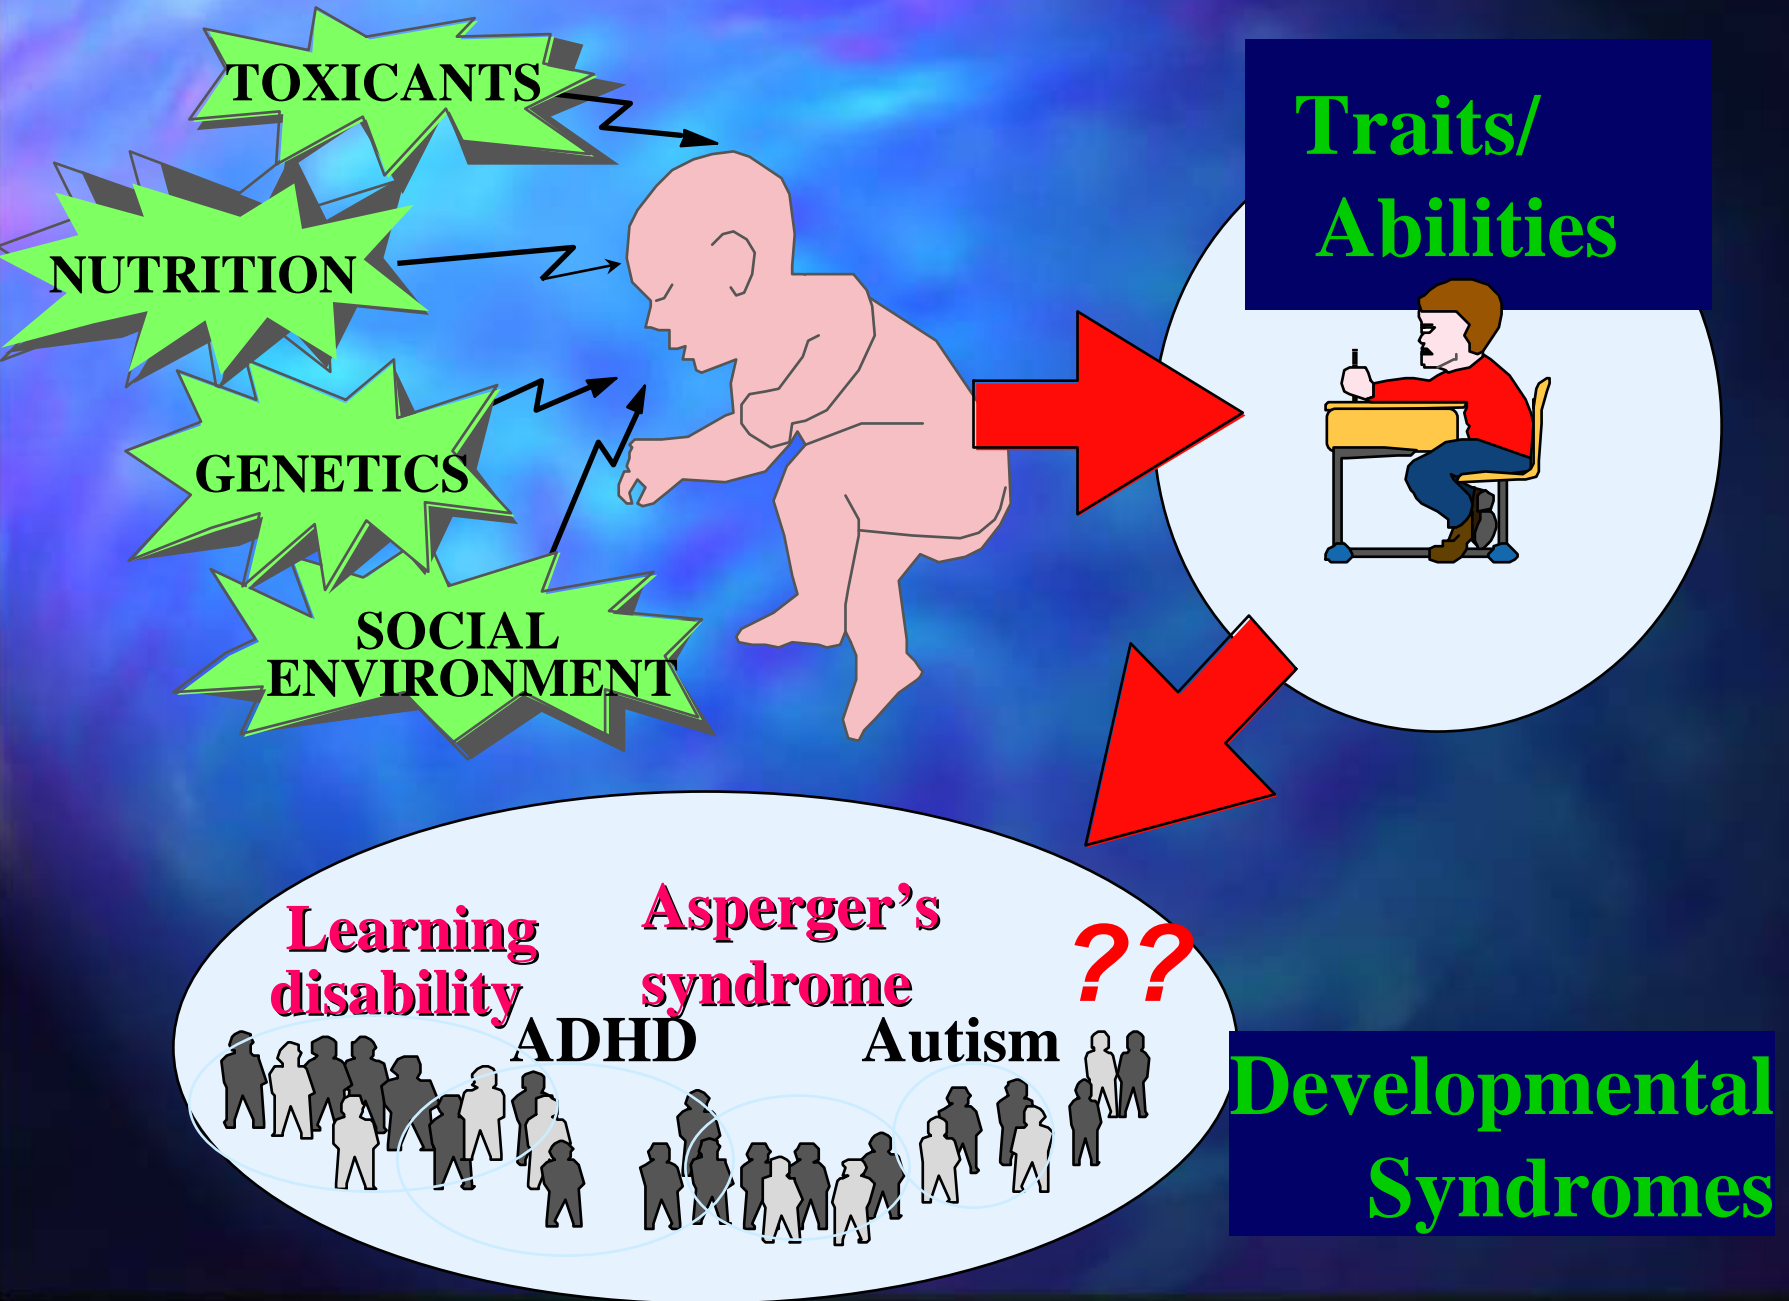 TOXICANTS
NUTRITION
GENETICS
SOCIAL
ENVIRONMENT
Traits/
Abilities
Learning
disability
Asperger’s
syndrome
ADHD
Autism
??
Developmental
Syndromes